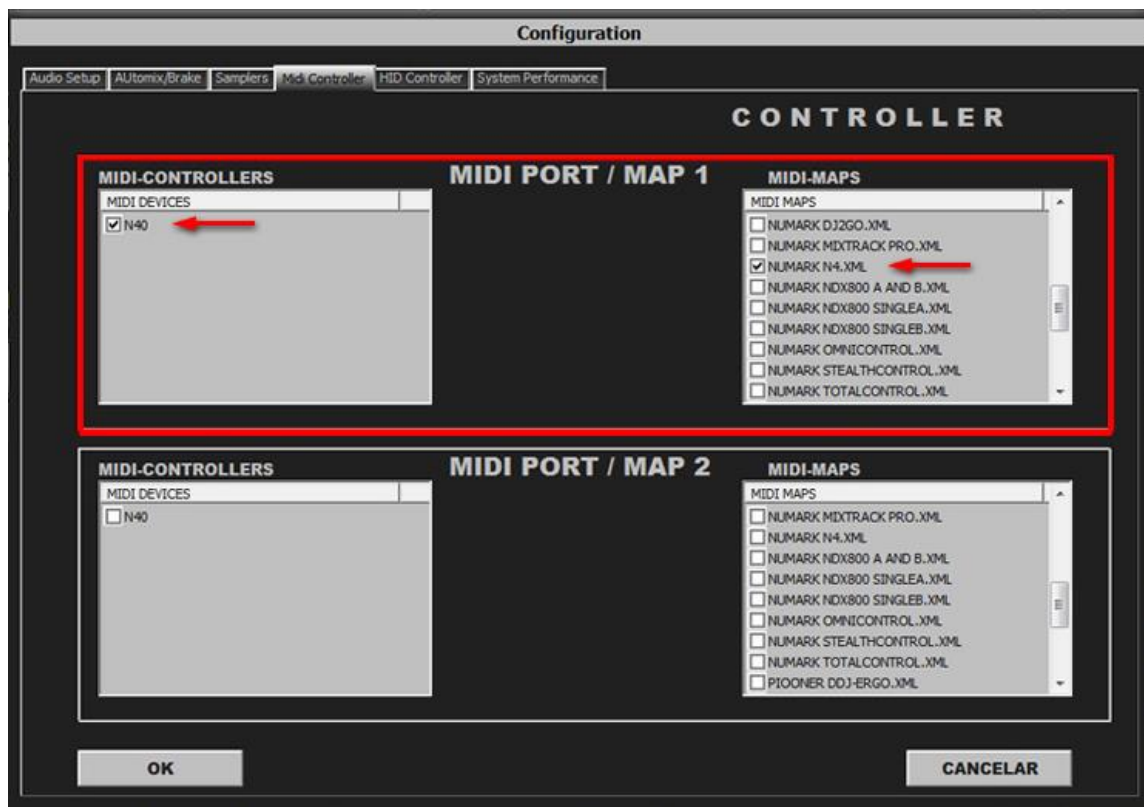 Configuration
Audio Setup AUtomix/Brake Samplers Midi Controller HID Controller System Performance
CONTROLLER
MIDI-CONTROLLERS MIDI PORT / MAP 1 MIDI-MAPS
MIDI DEVICES MIDI MAPS
N40 NUMARK DJ2GO.XML
NUMARK MIXTRACK PRO.XML
NUMARK N4.XML
NUMARK NDX800 A AND B.XML
NUMARK NDX800 SINGLEA.XML
NUMARK NDX800 SINGLEB.XML
NUMARK OMNICONTROL.XML
NUMARK STEALTHCONTROL.XML
NUMARK TOTALCONTROL.XML
MIDI-CONTROLLERS MIDI PORT / MAP 2 MIDI-MAPS
MIDI DEVICES MIDI MAPS
N40 NUMARK MIXTRACK PRO.XML
NUMARK N4.XML
NUMARK NDX800 A AND B.XML
NUMARK NDX800 SINGLEA.XML
NUMARK NDX800 SINGLEB.XML
NUMARK OMNICONTROL.XML
NUMARK STEALTHCONTROL.XML
NUMARK TOTALCONTROL.XML
PIOONER DDJ-ERGO.XML
OK CANCELAR